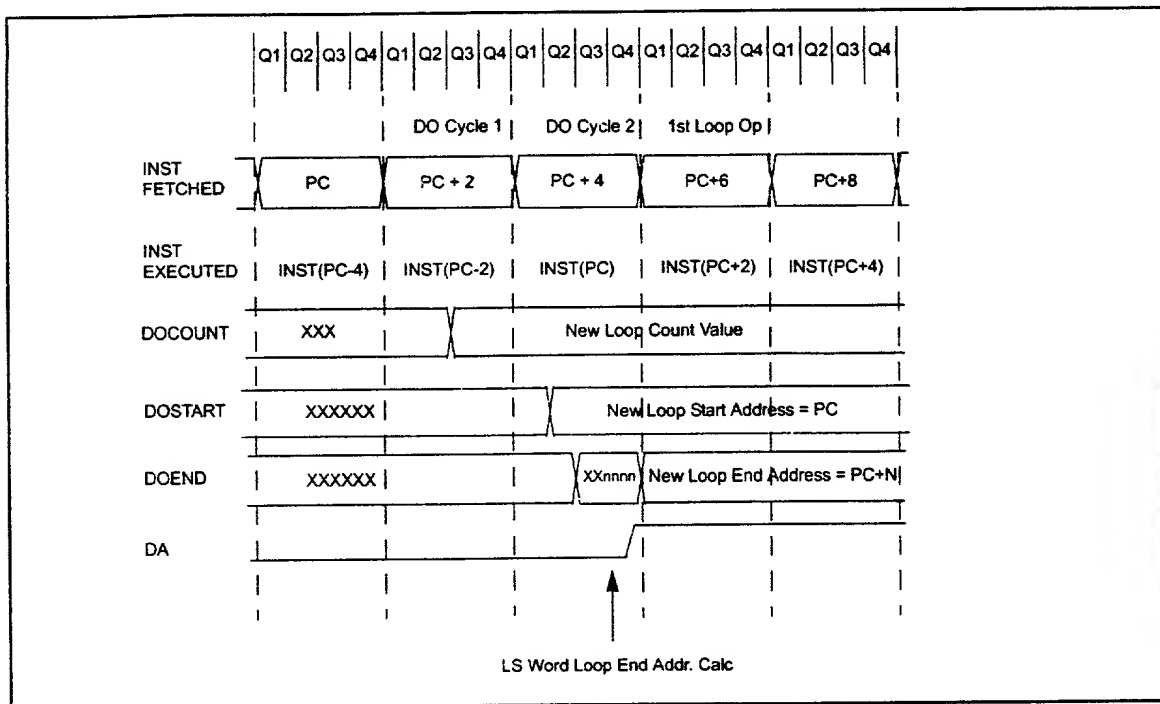 Q1 Q2 Q3 Q4 Q1 Q2 Q3 Q4 Q1 Q2 Q3 Q4 Q1 Q2 Q3 Q4 Q1 Q2 Q3 Q4
DO Cycle 1 DO Cycle 2 1st Loop Op
INST FETCHED PC PC + 2 PC + 4 PC+6 PC+8
INST EXECUTED INST(PC-4) INST(PC-2) INST(PC) INST(PC+2) INST(PC+4)
DOCOUNT XXX New Loop Count Value
DOSTART XXXXXX New Loop Start Address = PC
DOEND XXXXXX XXnnnn New Loop End Address = PC+N
DA
LS Word Loop End Addr. Calc